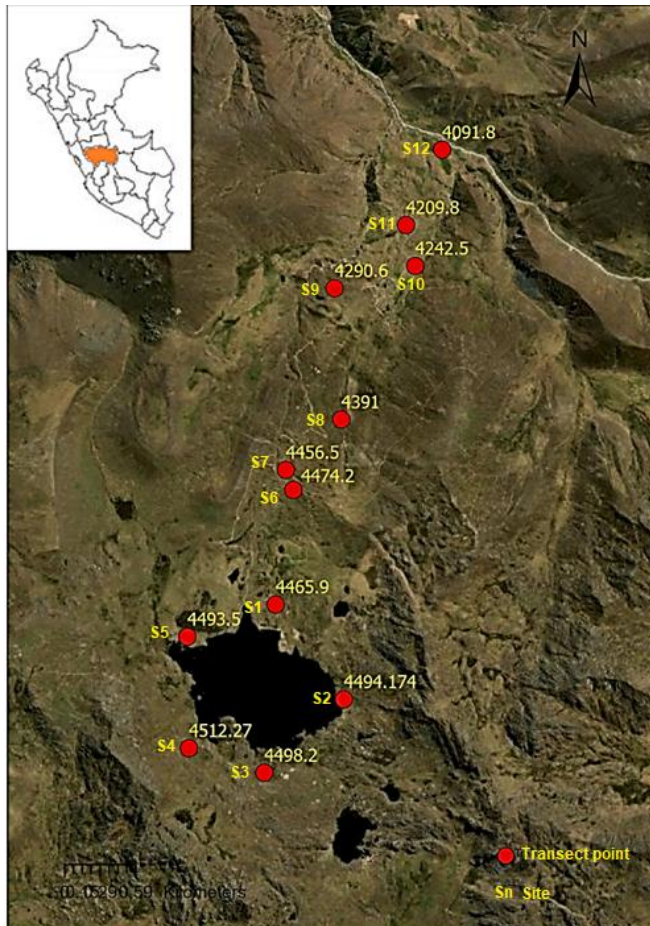 N
4091.8
S12
4209.8
S11
4242.5
S10
4290.6
S9
4391
S8
4456.5
S7
4474.2
S6
4465.9
S1
4493.5
S5
4494.174
S2
4512.27
S4
4498.2
S3
Transect point
Sn Site
Kilometers